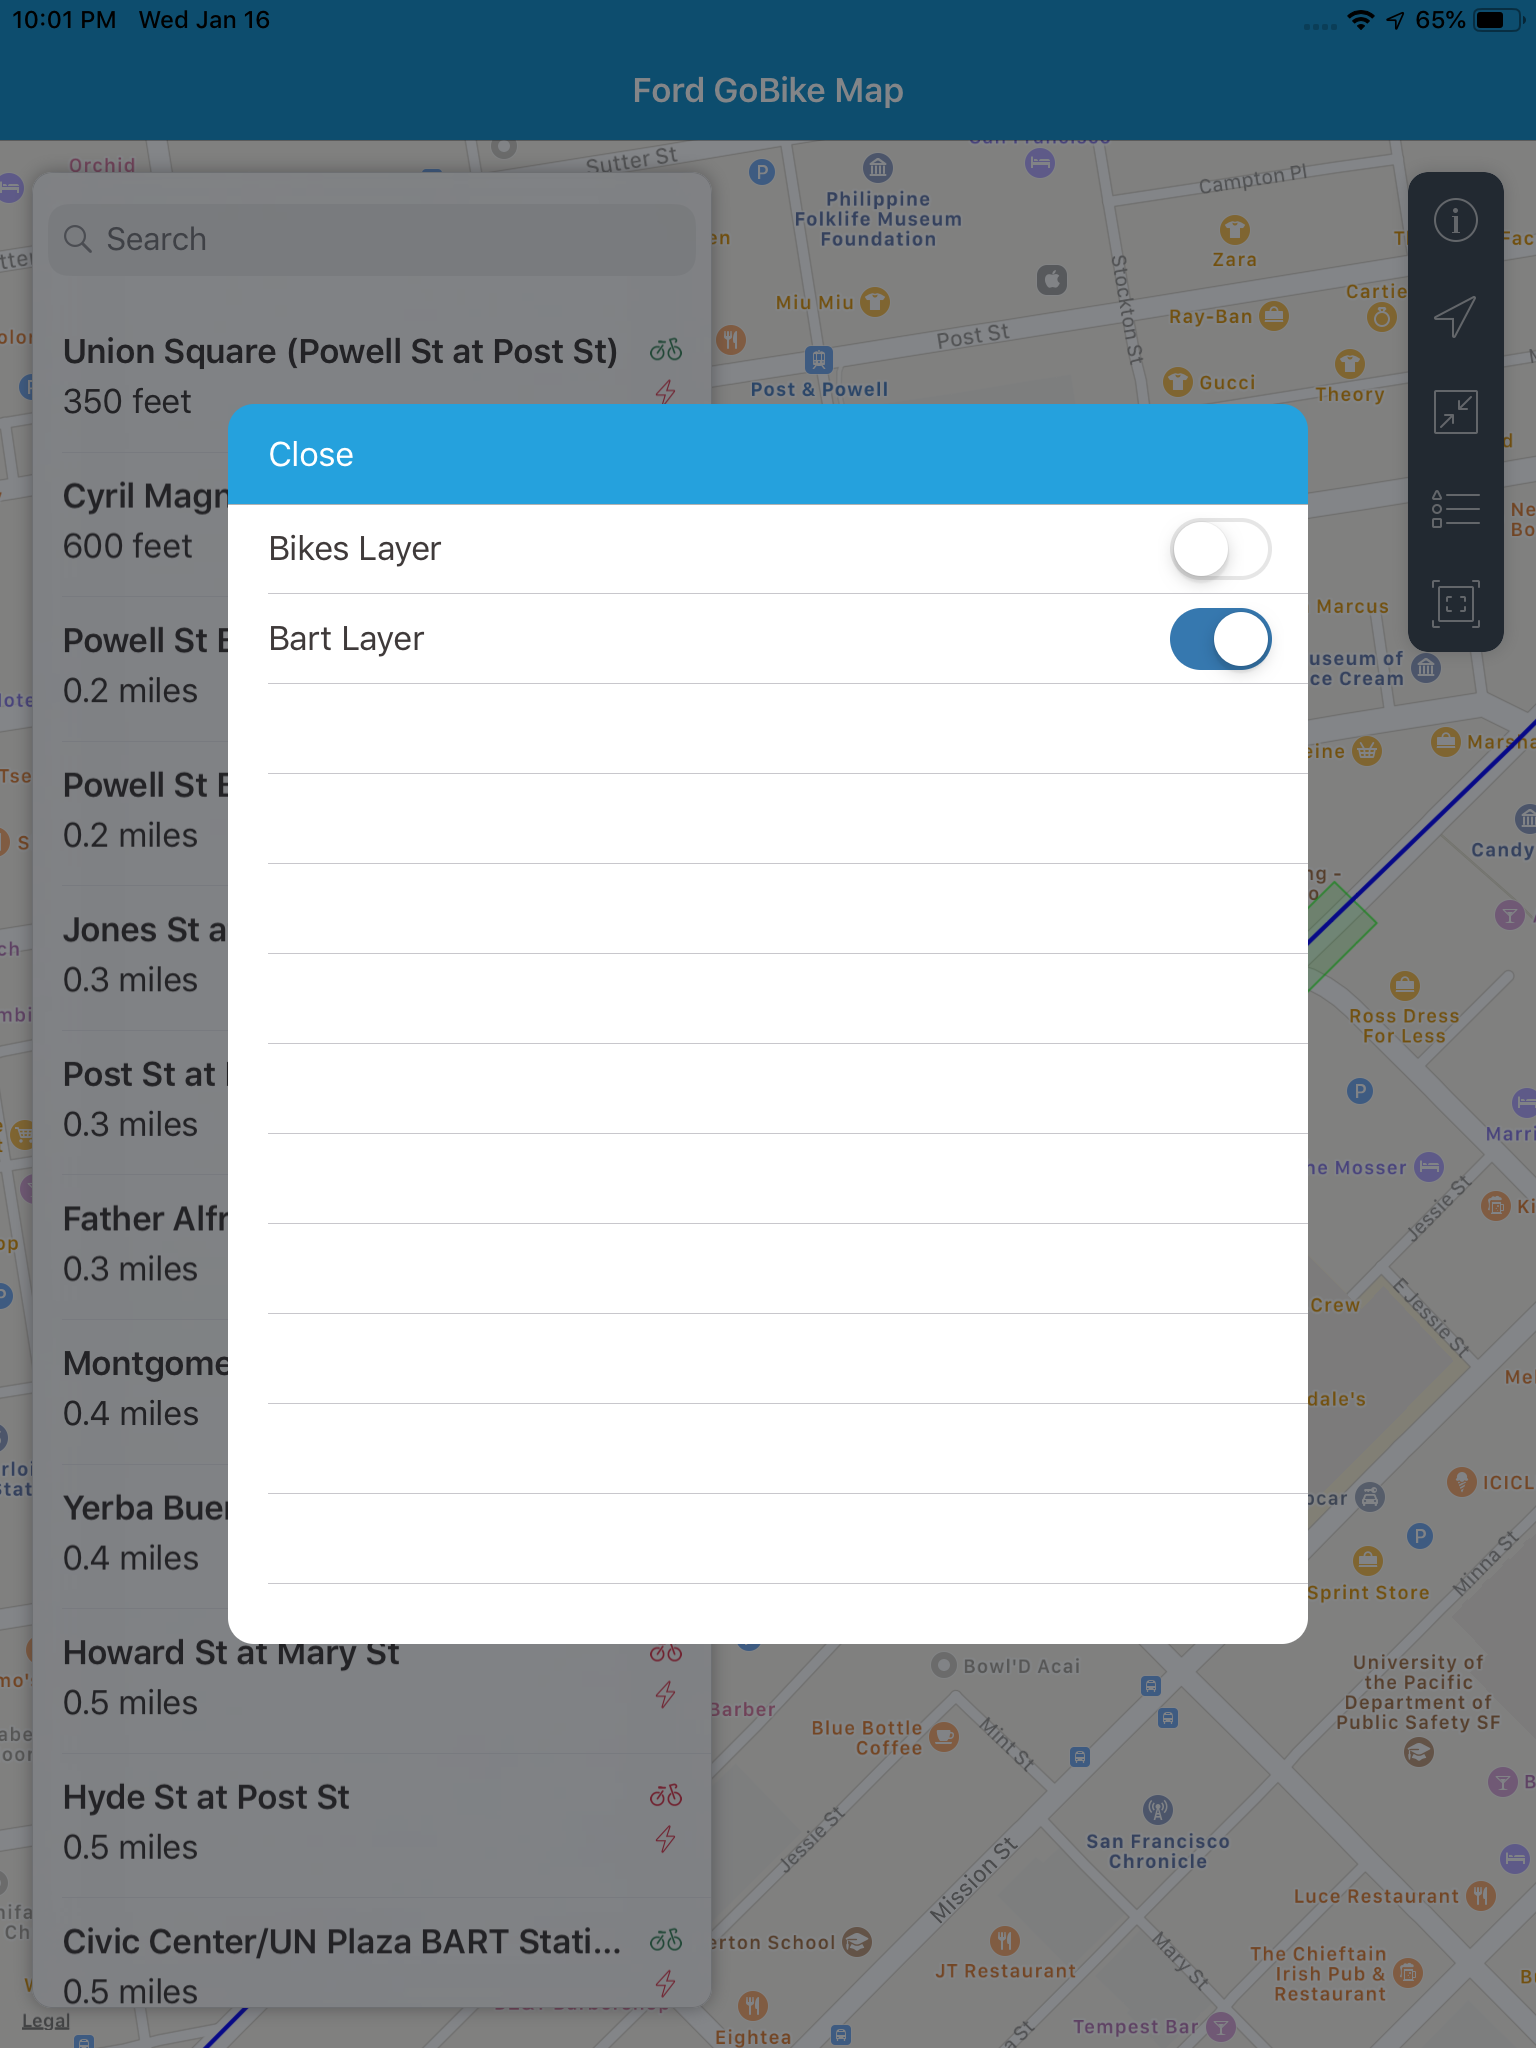 10:01 PM Wed Jan 16
65%
Ford GoBike Map
Orchid
Sutter St
Campton Pl
Philippine
Folklife Museum
Foundation
Zara
Stockton St
Miu Miu
Post St
Ray-Ban
Cartie
Gucci
Theory
Post & Powell
Search
Union Square (Powell St at Post St)
350 feet
Cyril Magn
600 feet
Powell St B
0.2 miles
Powell St B
0.2 miles
Jones St a
0.3 miles
Post St at
0.3 miles
Father Alfr
0.3 miles
Montgome
0.4 miles
Yerba Buen
0.4 miles
Howard St at Mary St
0.5 miles
Hyde St at Post St
0.5 miles
Civic Center/UN Plaza BART Stati...
0.5 miles
Close
Bikes Layer
Bart Layer
Marcus
useum of
ce Cream
Marsha
Candy
Ross Dress
For Less
Marri
ne Mosser
Jessie St
E Jessie St
Crew
dale's
ICICL
Sprint Store
Minna St
University of
the Pacific
Department of
Public Safety SF
Bowl'D Acai
Barber
Blue Bottle
Coffee
Mint St
Jessie St
San Francisco
Chronicle
Mission St
Luce Restaurant
erton School
JT Restaurant
Mary St
The Chieftain
Irish Pub &
Restaurant
Tempest Bar
Eightea
Legal